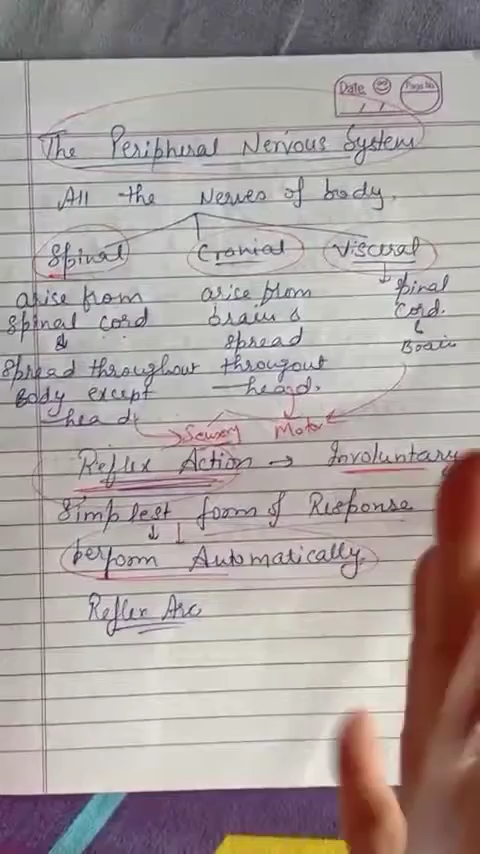 Date
Page No.
The Peripheral Nervous System
All the Nerves of body.
Spinal Cranial Visceral
arise from
spinal cord
&
spread throughout
body except
head
arise from
brain &
spread
througout
head.
spinal
cord.
&
Brain
Sensory Motor
Reflex Action → Involuntary
Simplest form of Response
perform Automatically.
Reflex Arc